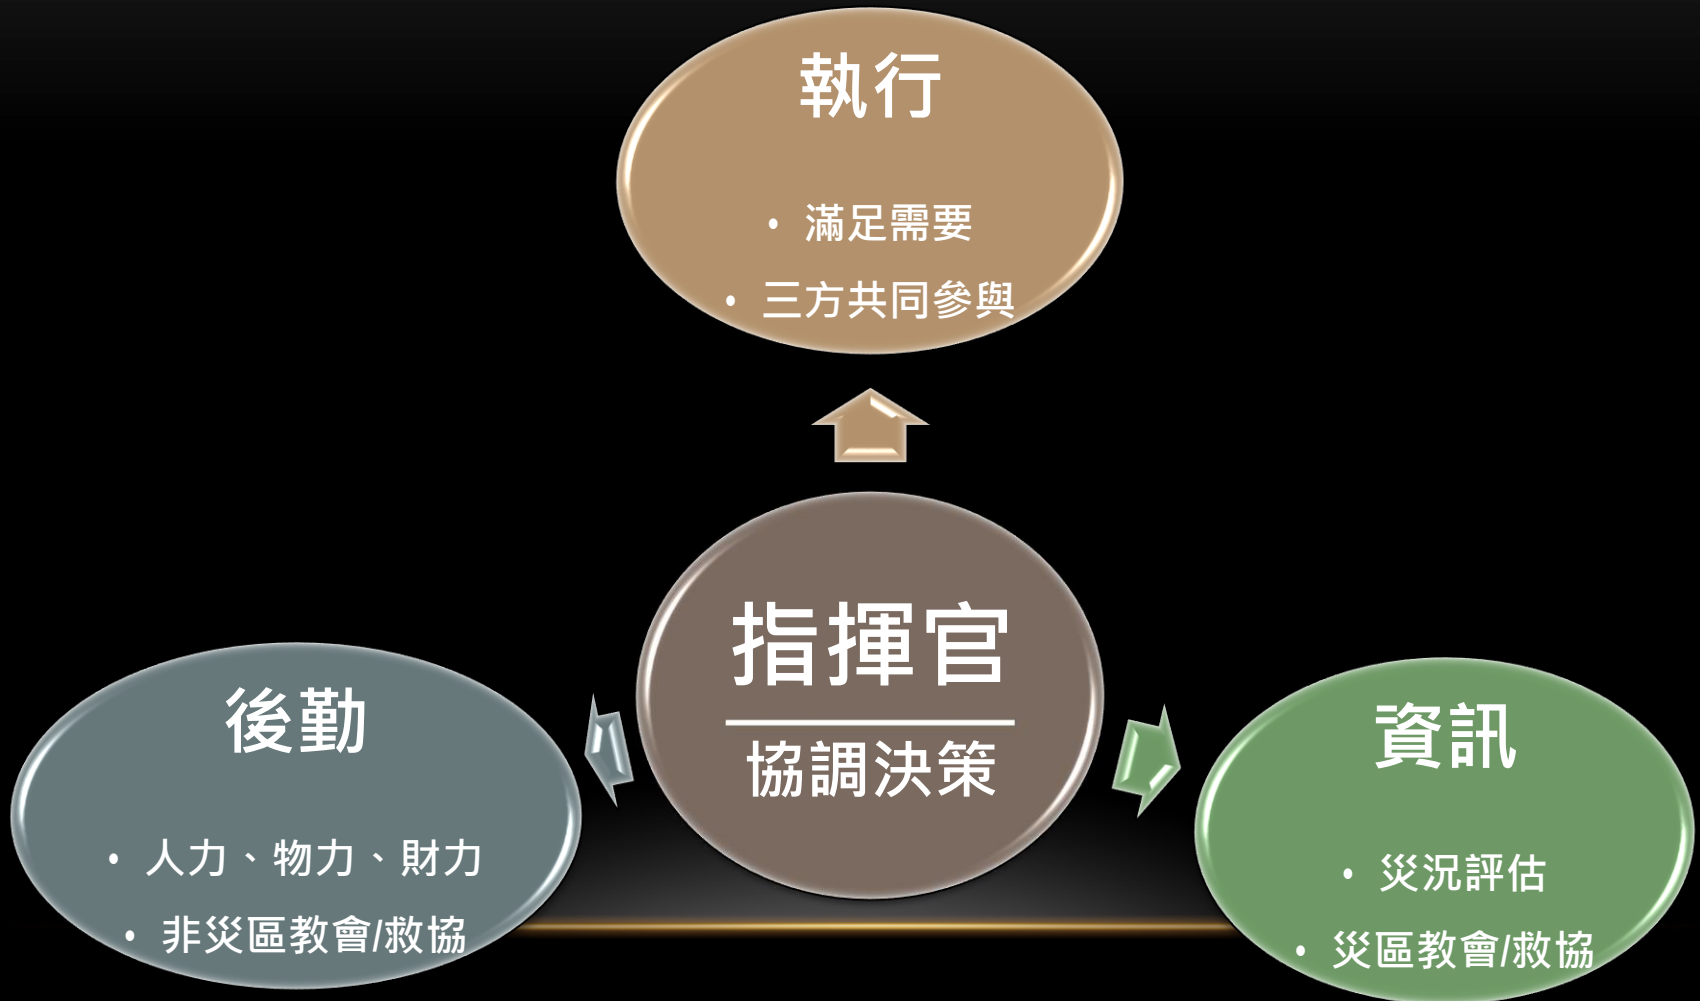 執行
• 滿足需要
• 三方共同參與
指揮官
協調決策
後勤
• 人力、物力、財力
• 非災區教會/救協
資訊
• 災況評估
• 災區教會/救協